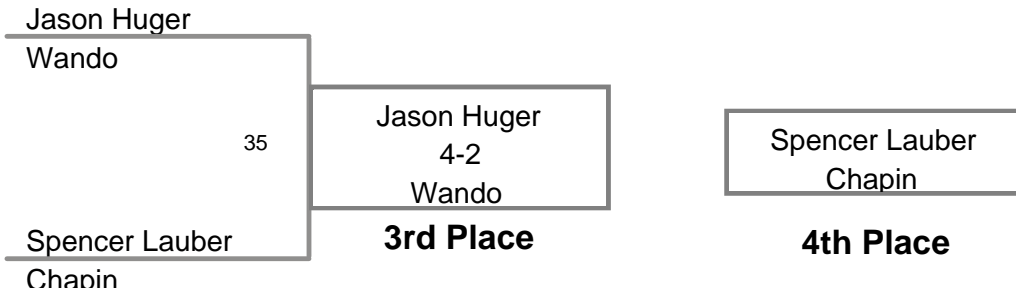 Jason Huger
Wando
35
Spencer Lauber
Chapin
Jason Huger
4-2
Wando
3rd Place
Spencer Lauber
Chapin
4th Place